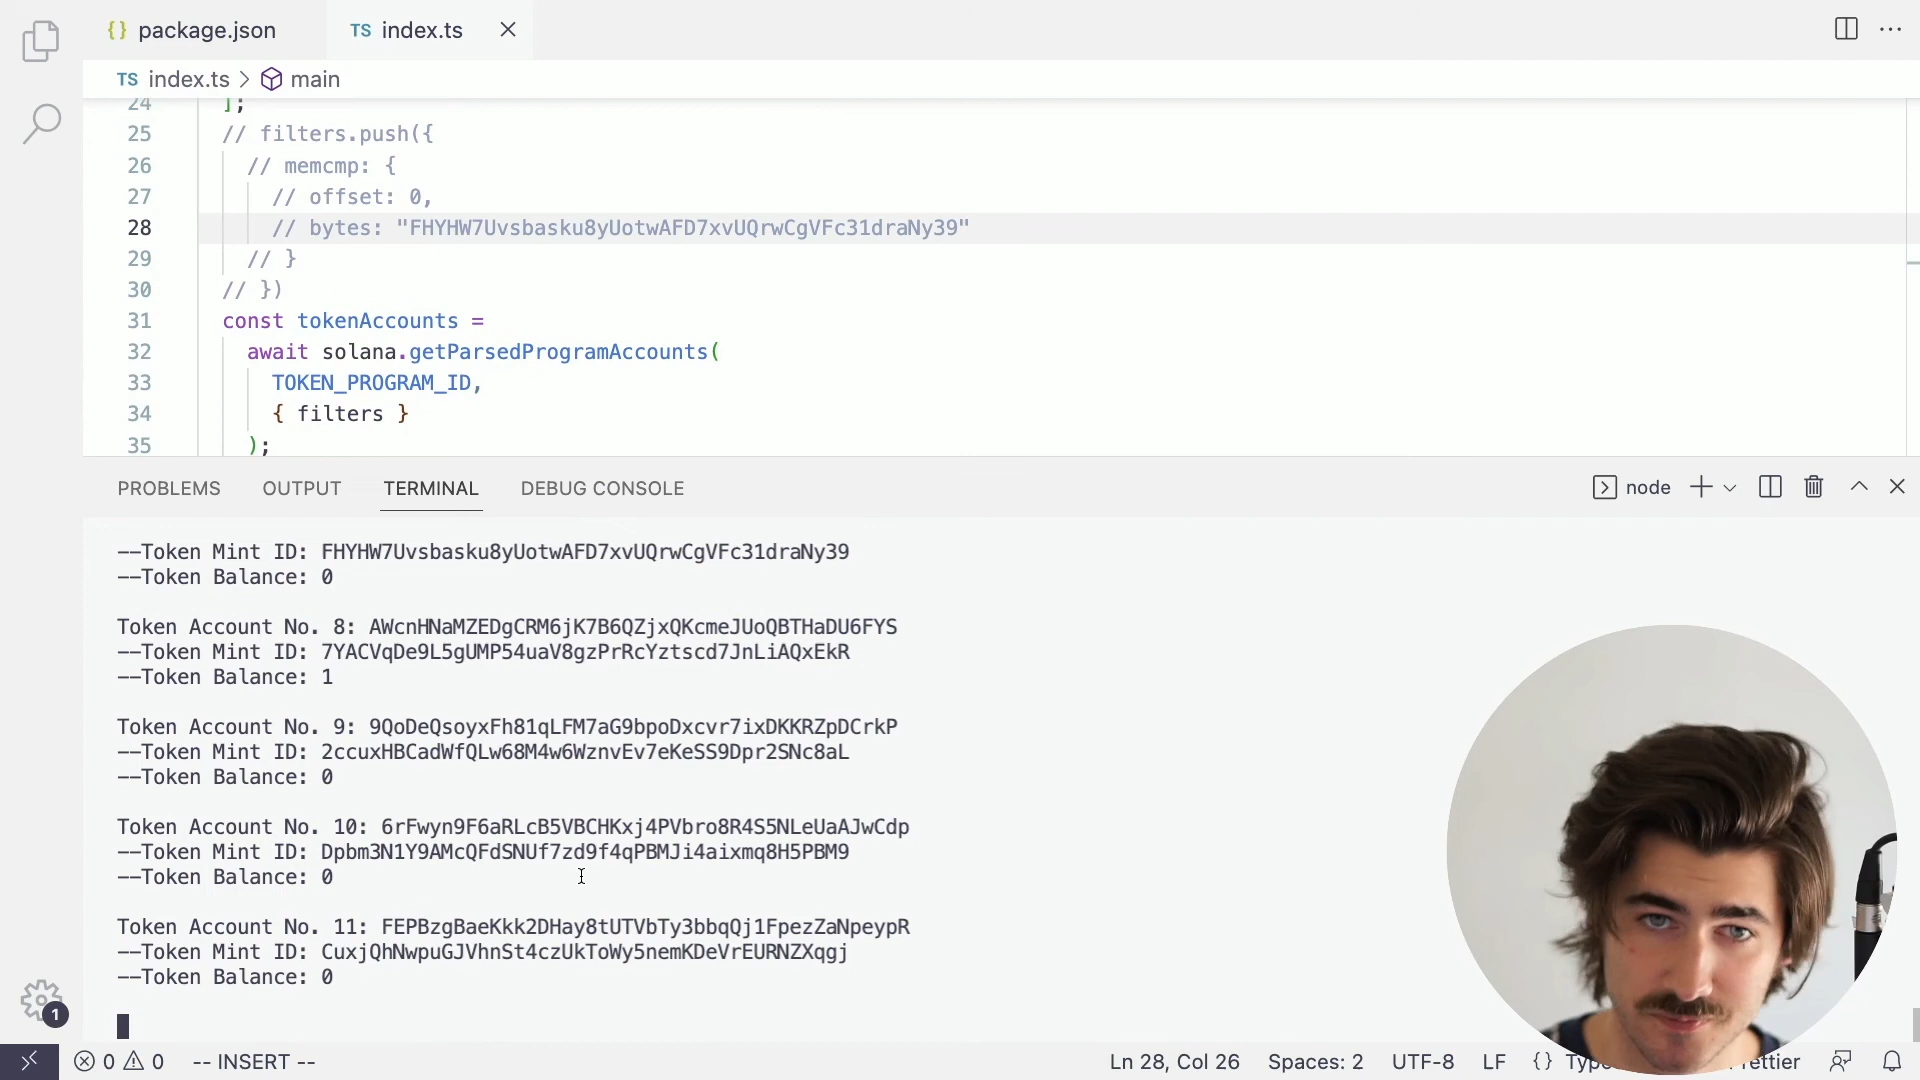 {} package.json
TS index.ts
TS index.ts > main
24 ];
25 // filters.push({
26 // memcmp: {
27 // offset: 0,
28 // bytes: "FHYHW7Uvsbasku8yUotwAFD7xvUQrwCgVFc31draNy39"
29 // }
30 // })
31 const tokenAccounts =
32 await solana.getParsedProgramAccounts(
33 TOKEN_PROGRAM_ID,
34 { filters }
35 );
PROBLEMS OUTPUT TERMINAL DEBUG CONSOLE node
--Token Mint ID: FHYHW7Uvsbasku8yUotwAFD7xvUQrwCgVFc31draNy39
--Token Balance: 0
Token Account No. 8: AWcnHNaMZEDgCRM6jK7B6QZjxQKcmeJUoQBTHaDU6FYS
--Token Mint ID: 7YACVqDe9L5gUMP54uaV8gzPrRcYztscd7JnLiAQxEkR
--Token Balance: 1
Token Account No. 9: 9QoDeQsoyxFh81qLFM7aG9bpoDxcvr7ixDKKRZpDCrkP
--Token Mint ID: 2ccuxHBCadWfQLw68M4w6WznvEv7eKeSS9Dpr2SNc8aL
--Token Balance: 0
Token Account No. 10: 6rFwyn9F6aRLcB5VBCHKxj4PVbro8R4S5NLeUaAJwCdp
--Token Mint ID: Dpbm3N1Y9AMcQFdSNUf7zd9f4qPBMJi4aixmq8H5PBM9
--Token Balance: 0
Token Account No. 11: FEPBzgBaeKkk2DHay8tUTVbTy3bbqQj1FpezZaNpeypR
--Token Mint ID: CuxjQhNwpuGJVhnSt4czUkToWy5nemKDeVrEURNZXqgj
--Token Balance: 0
1
0 0 -- INSERT -- Ln 28, Col 26 Spaces: 2 UTF-8 LF {}